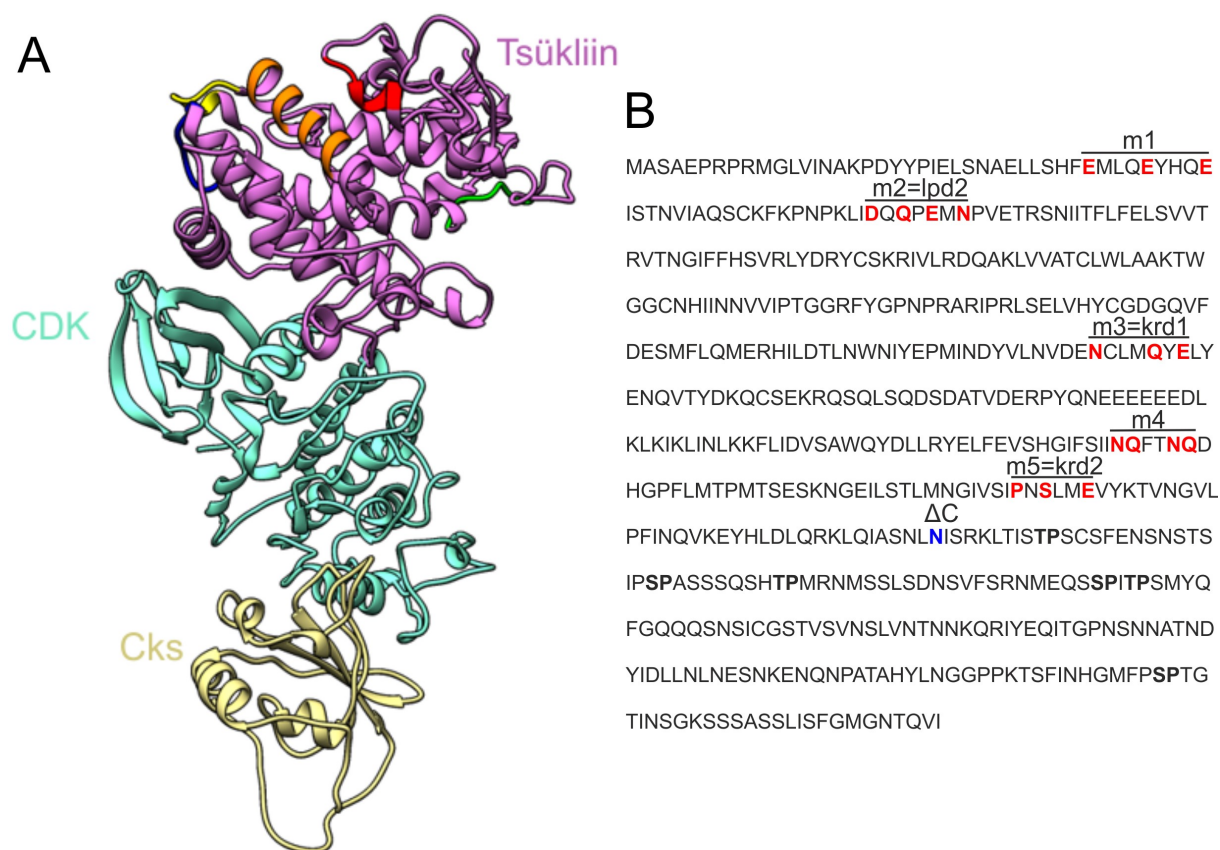 A
Tsükliin
CDK
Cks
B
m1
MASAEPRPRMGLVINAKPDYYPIELSNAELLSHFEMLQEYHQE
m2=lpd2
ISTNVIAQSCKFKPNPKLIDQQPEMNPVETRSNIITFLFELSVVT
RVTNGIFFHSVRLYDRYCSKRIVLRDQAKLVVATCLWLAAKTW
GGCNHIINNVVIPTGGRFYGPNPRARIPRLSELVHYCGDGQVF
m3=krd1
DESMFLQMERHILDTLNWNIYEPMINDYVLNVDENCLMQYELY
ENQVTYDKQCSEKRQSQLSQDSDATVDERPYQNEEEEEEDL
m4
KLKIKLINLKKFLIDVSAWQYDLLRYELFEVSHGIFSIINQFTNQD
m5=krd2
HGPFLMTPMTSESKNGEILSTLMNGIVSIPNSLMEVYKTVNGVL
ΔC
PFINQVKEYHLDLQRKLQIASNLNISRKLTISTPSCSFENSNSTS
IPSPASSSQSHTPMRNMSSLSDNSVFSRNMEQSSPITPSMYQ
FGQQQSNSICGSTVSVNSLVNTNNKQRIYEQITGPNSNNATND
YIDLLNLNESNKENQNPATAHYLNGGPPKTSFINHGMFPSPTG
TINSGKSSSASSLISFGMGNTQVI